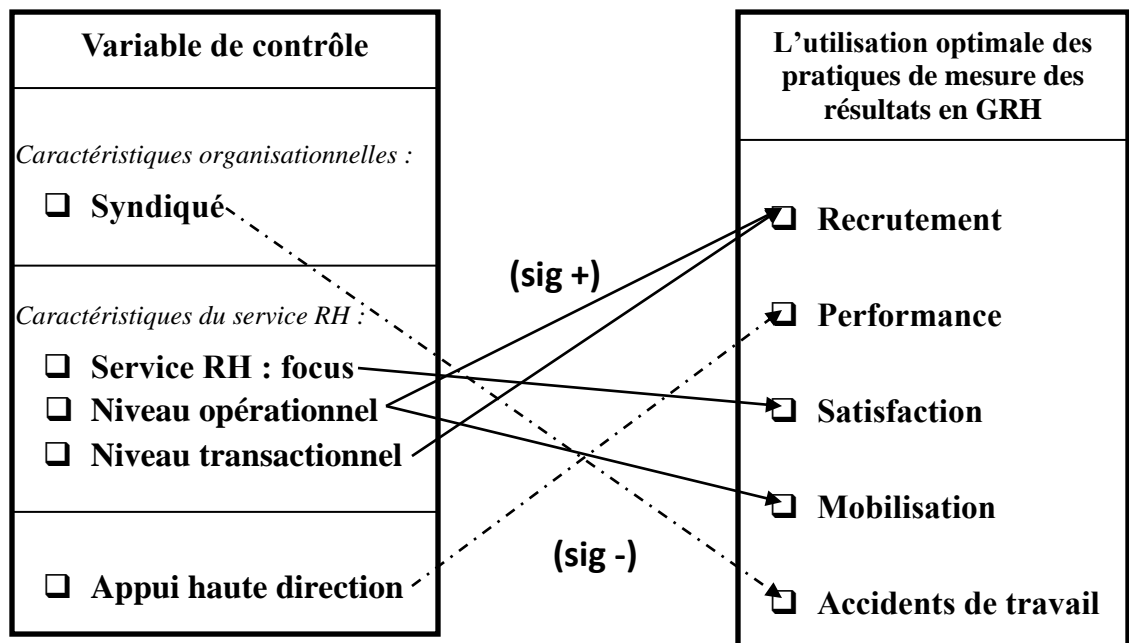 Variable de contrôle
Caractéristiques organisationnelles :
❑ Syndiqué
Caractéristiques du service RH :
❑ Service RH : focus
❑ Niveau opérationnel
❑ Niveau transactionnel
❑ Appui haute direction
(sig +)
(sig -)
L’utilisation optimale des
pratiques de mesure des
résultats en GRH
❑ Recrutement
❑ Performance
❑ Satisfaction
❑ Mobilisation
❑ Accidents de travail